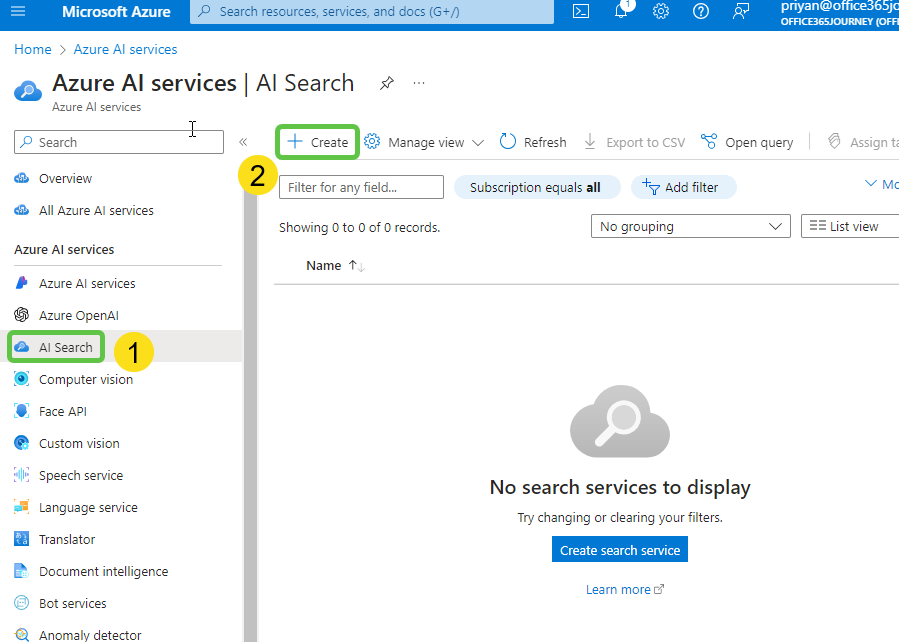 Microsoft Azure
Search resources, services, and docs (G+/)
1
priyan@office365jo
OFFICE365JOURNEY (OFF
Home > Azure AI services
Azure AI services | AI Search
...
Azure AI services
Search
«
Overview
All Azure AI services
Azure AI services
Azure AI services
Azure OpenAI
AI Search
1
Computer vision
Face API
Custom vision
Speech service
Language service
Translator
Document intelligence
Bot services
Anomaly detector
Create
Manage view
Refresh
Export to CSV
Open query
Assign ta
2
Filter for any field...
Subscription equals all
Add filter
Mo
Showing 0 to 0 of 0 records.
No grouping
List view
Name ↑↓
No search services to display
Try changing or clearing your filters.
Create search service
Learn more